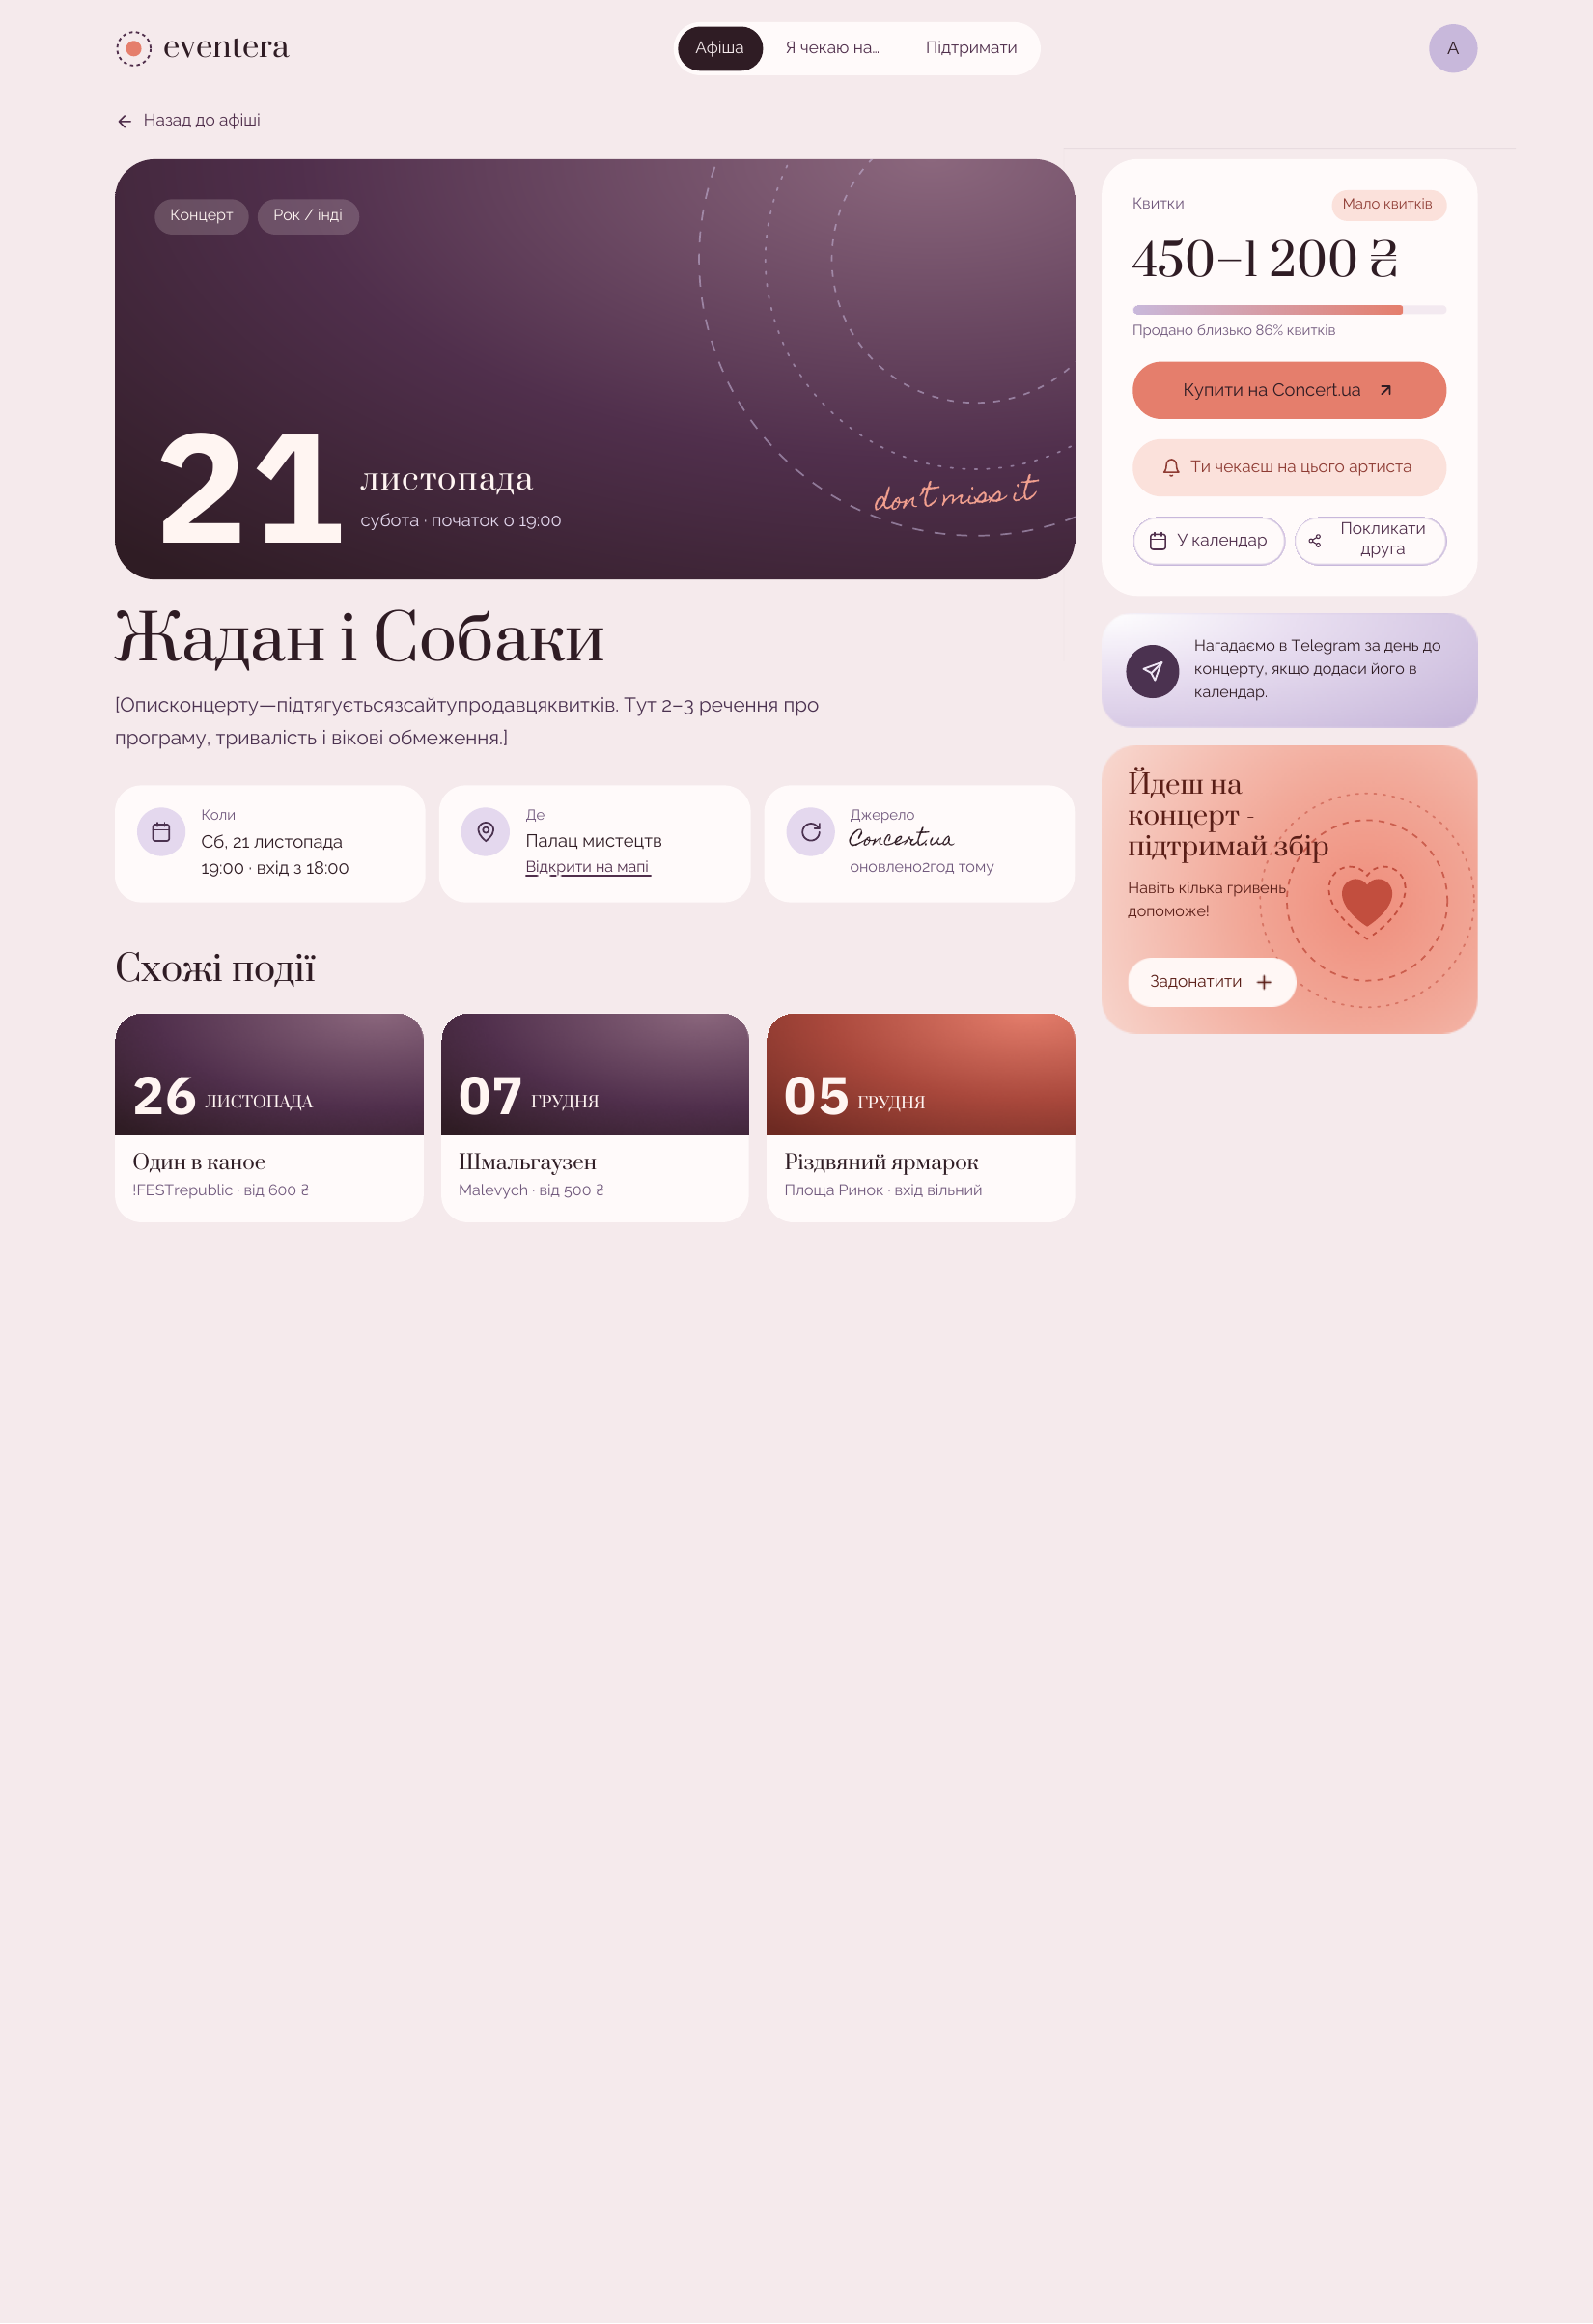 eventera
Афіша
Я чекаю на...
Підтримати
А
Назад до афіші
Концерт
Рок / інді
21
листопада
субота · початок о 19:00
don't miss it
Квитки
Мало квитків
450–1 200 ₴
Продано близько 86% квитків
Купити на Concert.ua
Ти чекаєш на цього артиста
У календар
Покликати
друга
Жадан і Собаки
[Описконцерту—підтягуєтьсязсайтупродавцяквитків. Тут 2–3 речення про
програму, тривалість і вікові обмеження.]
Коли
Сб, 21 листопада
19:00 · вхід з 18:00
Де
Палац мистецтв
Відкрити на мапі
Джерело
Concert.ua
оновлено2год тому
Нагадаємо в Telegram за день до
концерту, якщо додаси його в
календар.
Йдеш на
концерт -
підтримай збір
Навіть кілька гривень
допоможе!
Задонатити
Схожі події
26 ЛИСТОПАДА
Один в каное
!FESTrepublic · від 600 ₴
07 ГРУДНЯ
Шмальгаузен
Malevych · від 500 ₴
05 ГРУДНЯ
Різдвяний ярмарок
Площа Ринок · вхід вільний